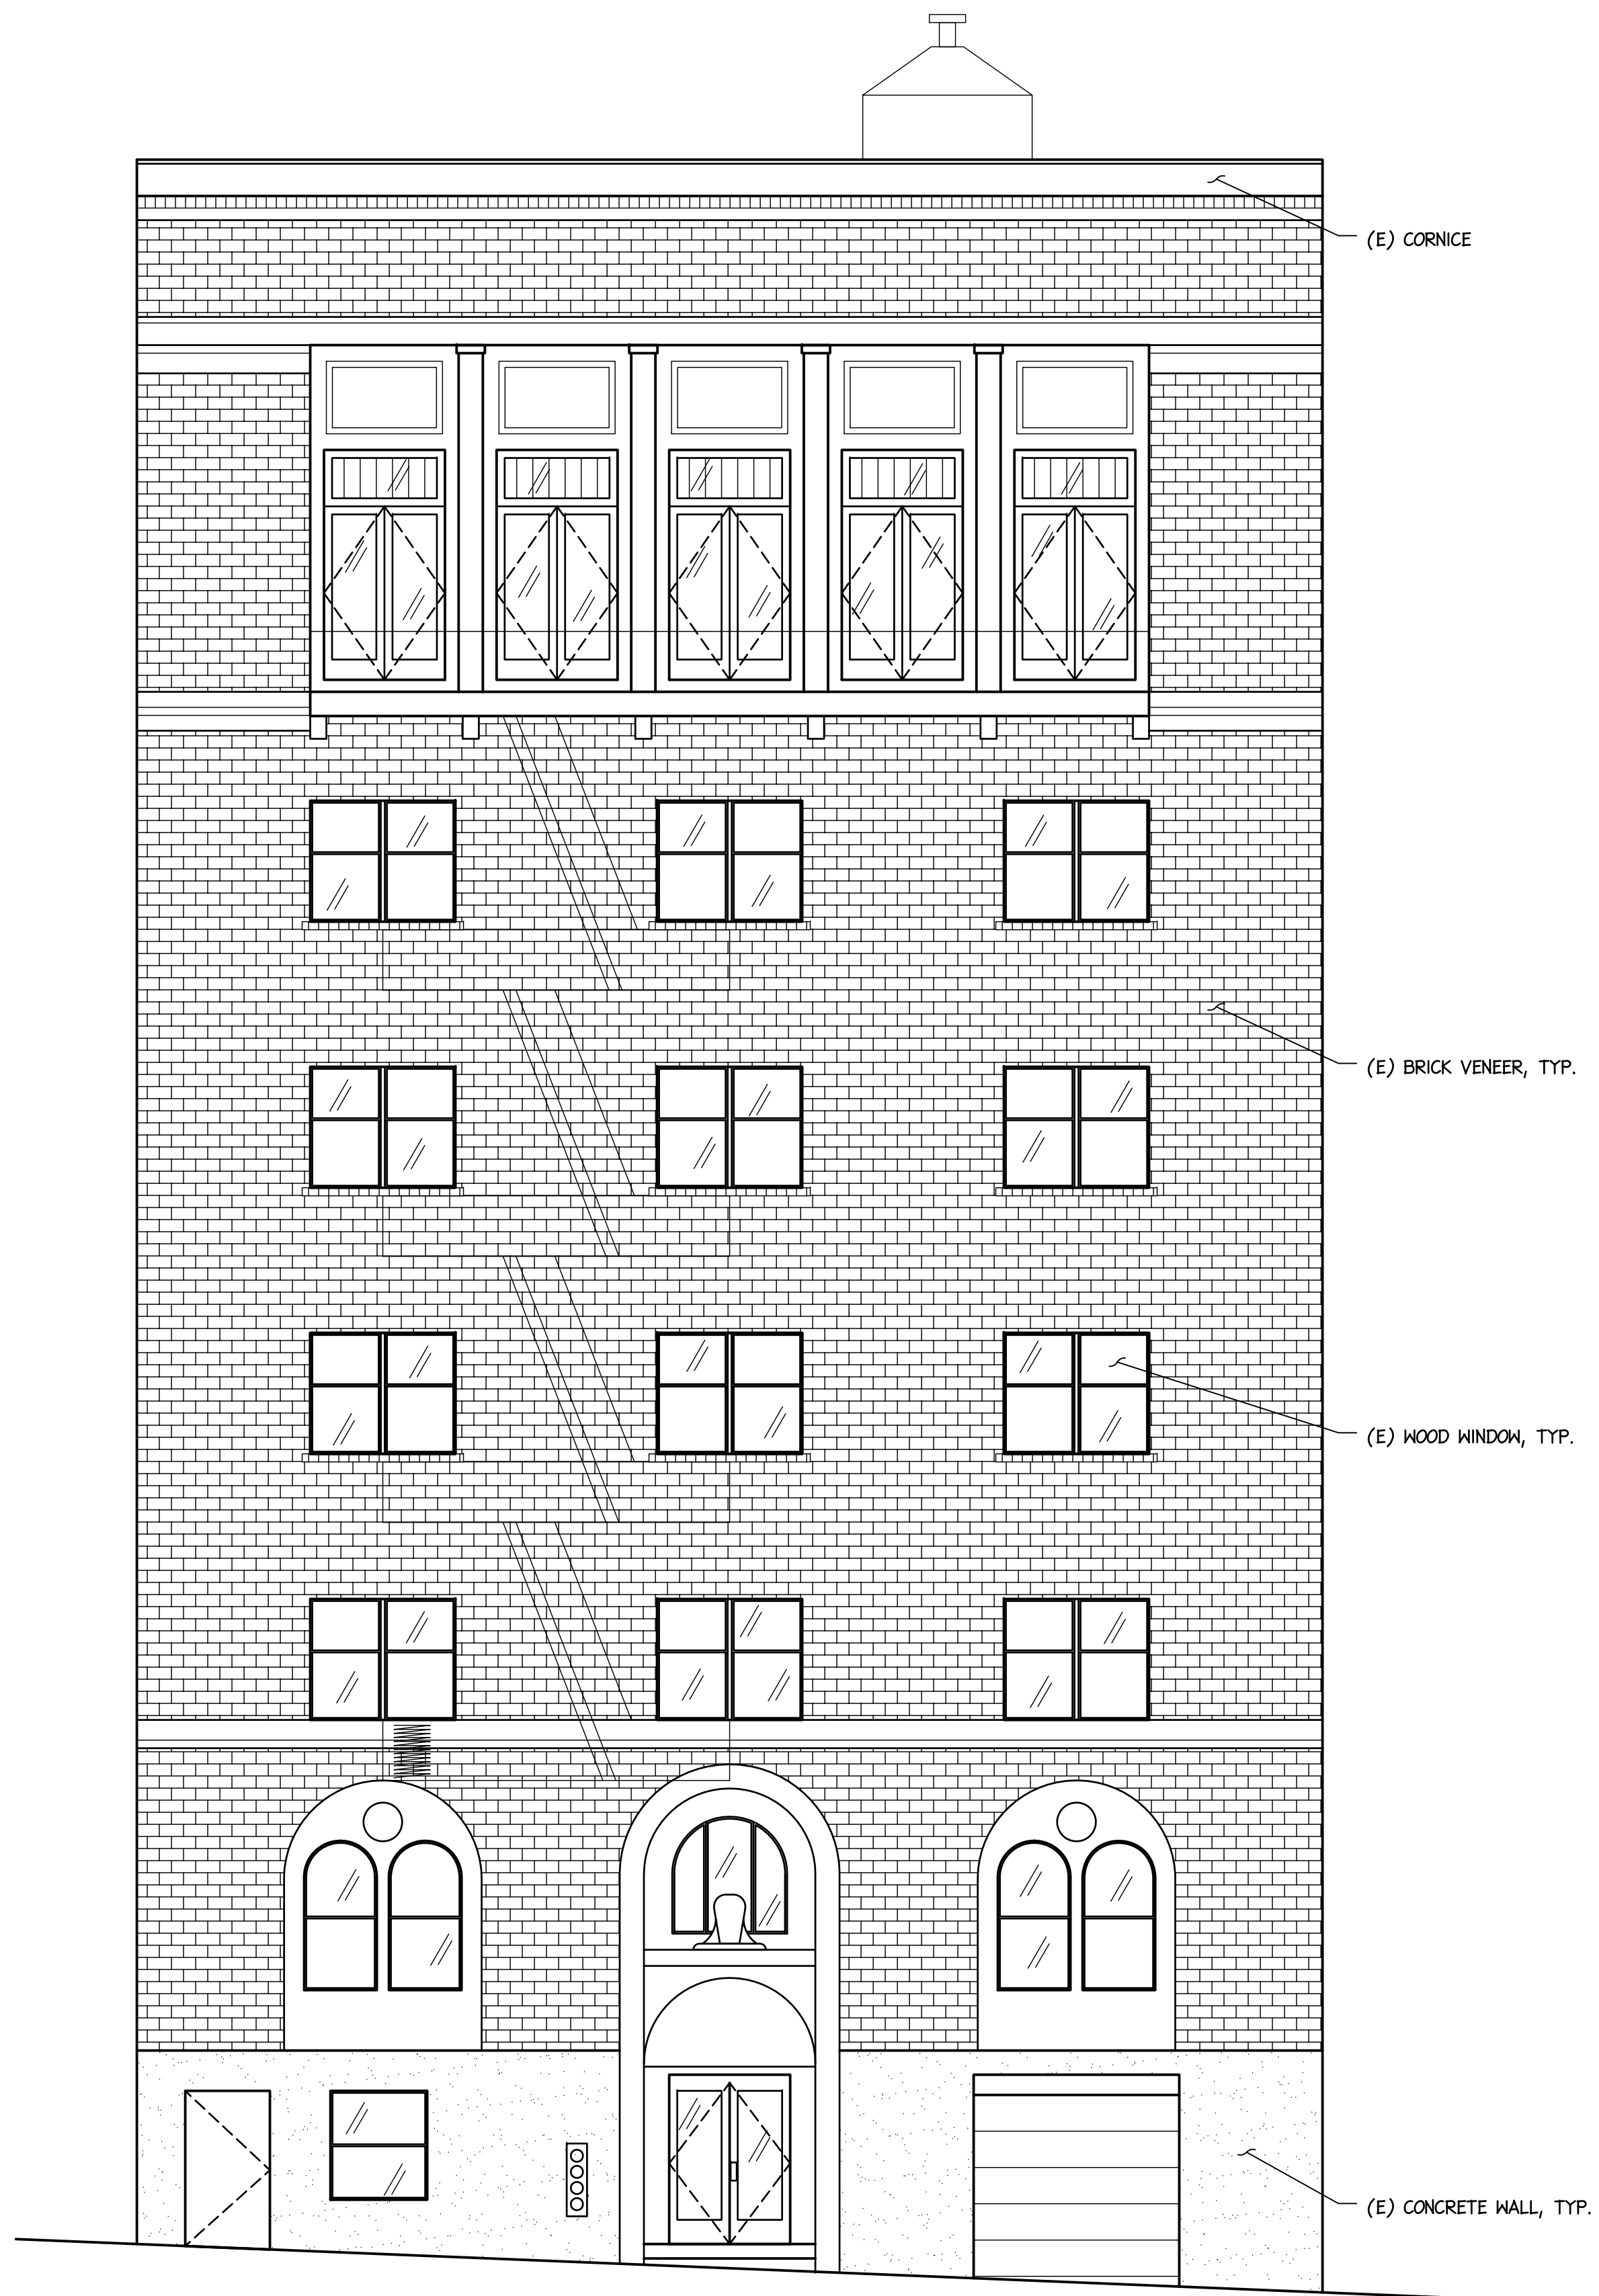 (E) CORNICE
(E) BRICK VENEER, TYP.
(E) WOOD WINDOW, TYP.
(E) CONCRETE WALL, TYP.